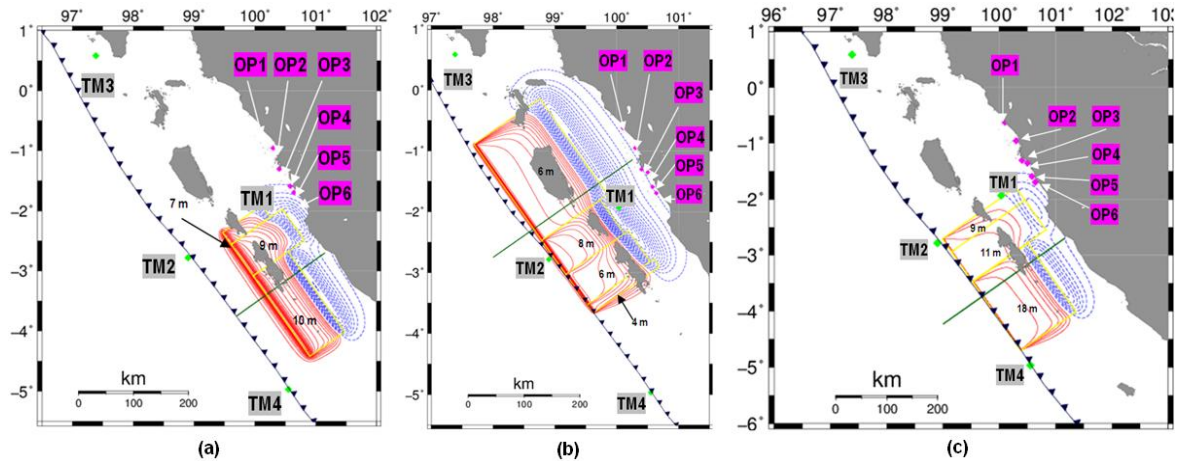 97° 98° 99° 100° 101° 102°
1°
0°
−1°
−2°
−3°
−4°
−5°
TM3
OP1 OP2 OP3
OP4
OP5
OP6
TM1
7 m
9 m
TM2
10 m
km
0 100 200
TM4
(a)
97° 98° 99° 100° 101°
1°
0°
−1°
−2°
−3°
−4°
−5°
TM3
OP1 OP2
OP3
OP4
OP5
OP6
6 m
TM1
8 m
TM2
6 m
4 m
km
0 100 200
TM4
(b)
96° 97° 98° 99° 100° 101° 102° 103
1°
0°
−1°
−2°
−3°
−4°
−5°
−6°
TM3
OP1
OP2 OP3
OP4
OP5
OP6
TM1
9 m
TM2
11 m
18 m
km
0 100 200
TM4
(c)